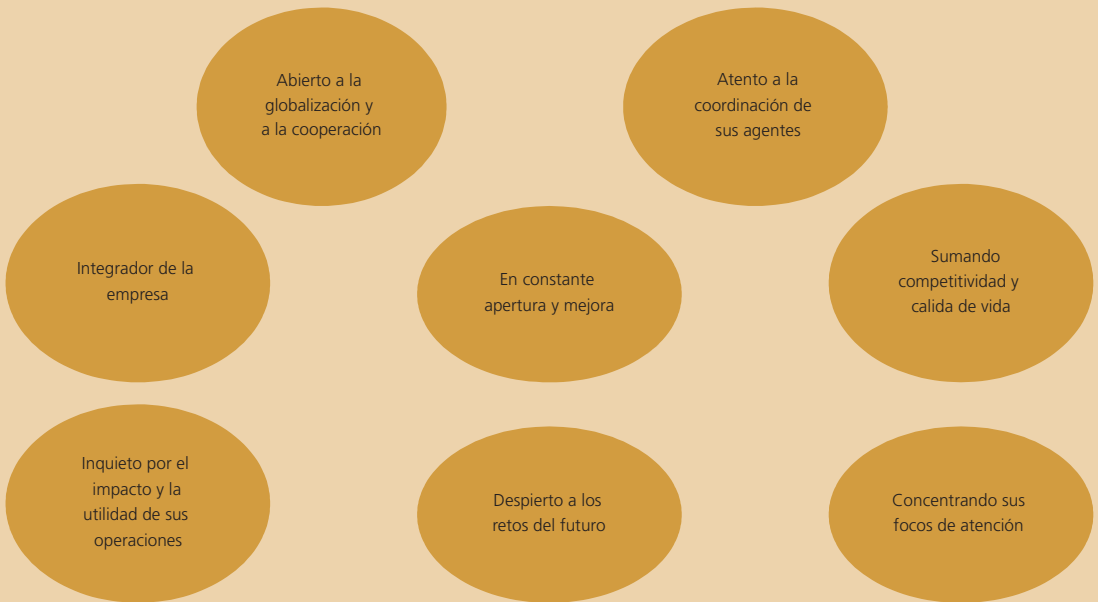 Abierto a la
globalización y
a la cooperación
Atento a la
coordinación de
sus agentes
Integrador de la
empresa
En constante
apertura y mejora
Sumando
competitividad y
calida de vida
Inquieto por el
impacto y la
utilidad de sus
operaciones
Despierto a los
retos del futuro
Concentrando sus
focos de atención